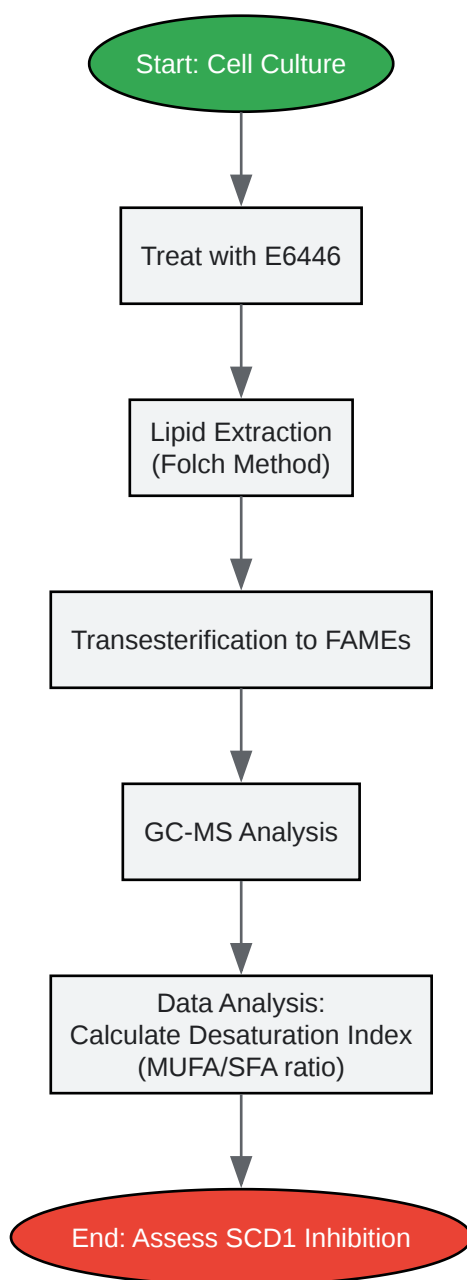 Start: Cell Culture
Treat with E6446
Lipid Extraction
(Folch Method)
Transesterification to FAMEs
GC-MS Analysis
Data Analysis:
Calculate Desaturation Index
(MUFA/SFA ratio)
End: Assess SCD1 Inhibition